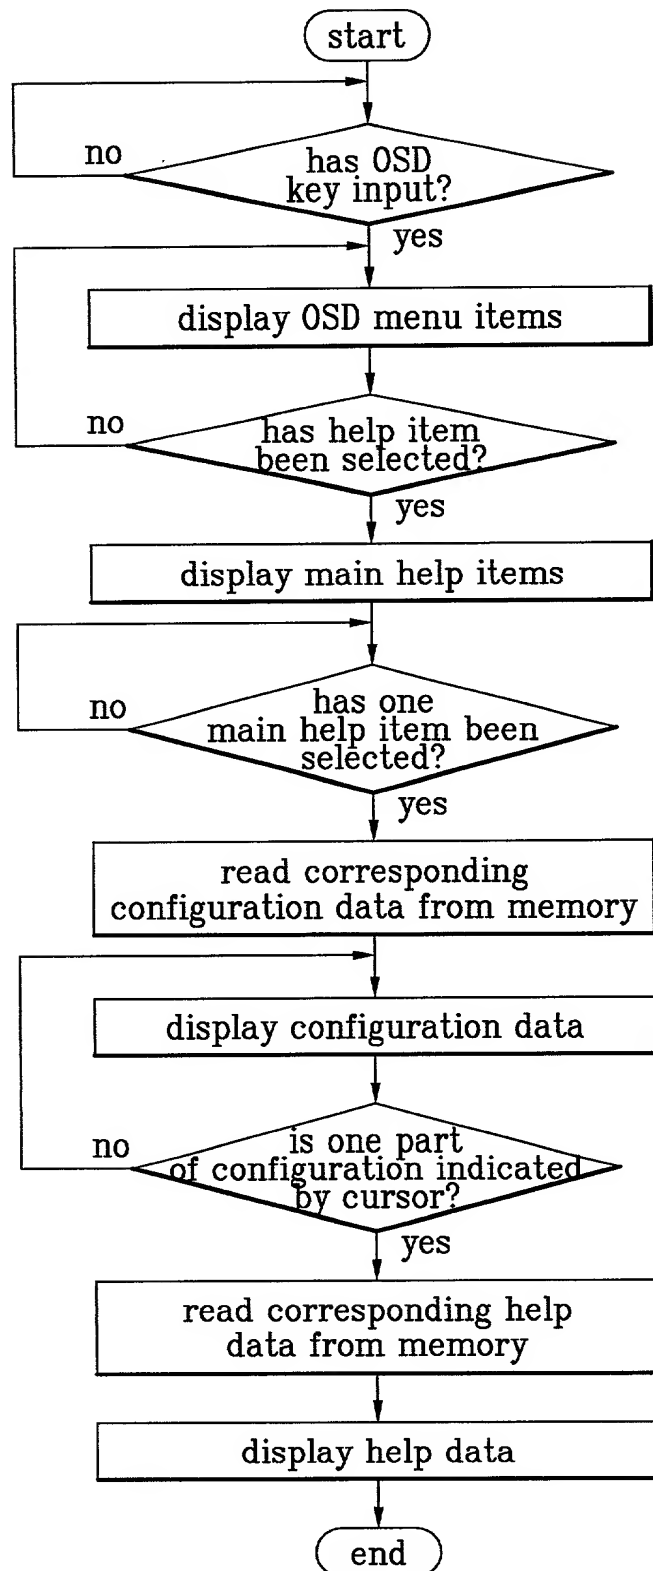 start
no
has OSD
key input?
yes
display OSD menu items
no
has help item
been selected?
yes
display main help items
no
has one
main help item been
selected?
yes
read corresponding
configuration data from memory
display configuration data
no
is one part
of configuration indicated
by cursor?
yes
read corresponding help
data from memory
display help data
end